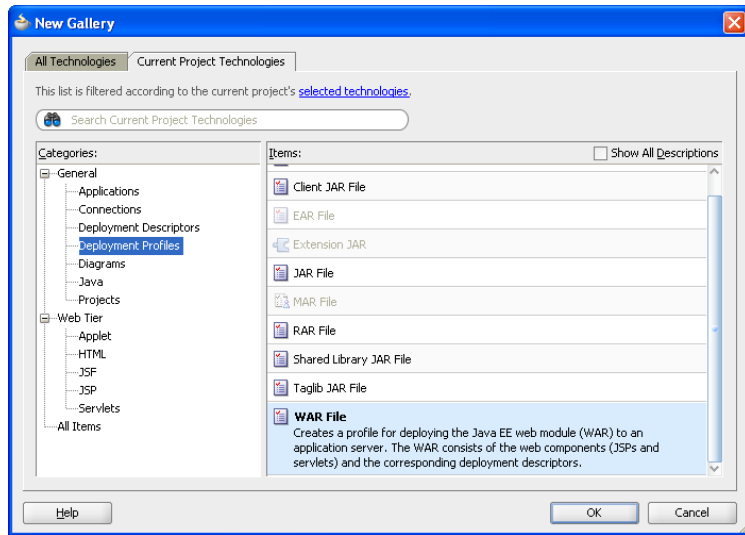 New Gallery
All Technologies
Current Project Technologies
This list is filtered according to the current project's selected technologies.
Search Current Project Technologies
Categories:
General
Applications
Connections
Deployment Descriptors
Deployment Profiles
Diagrams
Java
Projects
Web Tier
Applet
HTML
JSF
JSP
Servlets
All Items
Items:
Show All Descriptions
Client JAR File
EAR File
Extension JAR
JAR File
MAR File
RAR File
Shared Library JAR File
Taglib JAR File
WAR File
Creates a profile for deploying the Java EE web module (WAR) to an
application server. The WAR consists of the web components (JSPs and
servlets) and the corresponding deployment descriptors.
Help
OK
Cancel